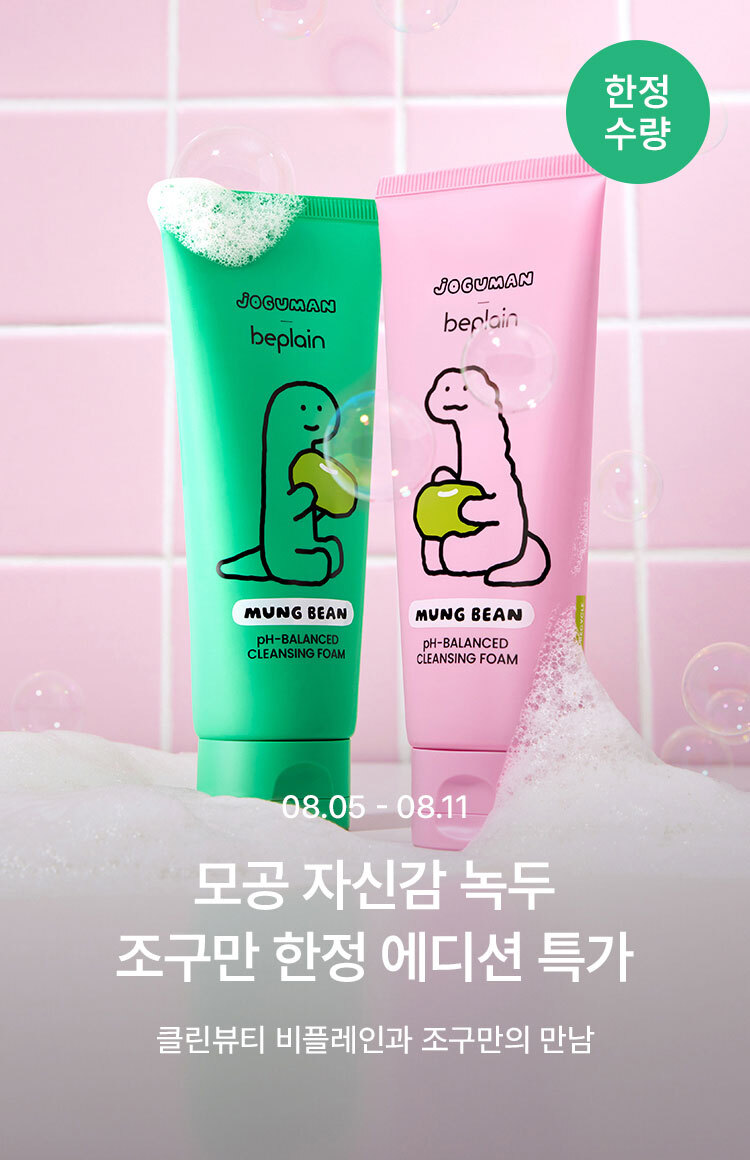 한정
수량
JOGUMAN
beplain
MUNG BEAN
pH-BALANCED
CLEANSING FOAM
JOGUMAN
beplain
MUNG BEAN
pH-BALANCED
CLEANSING FOAM
08.05 - 08.11
모공 자신감 녹두
조구만 한정 에디션 특가
클린뷰티 비플레인과 조구만의 만남